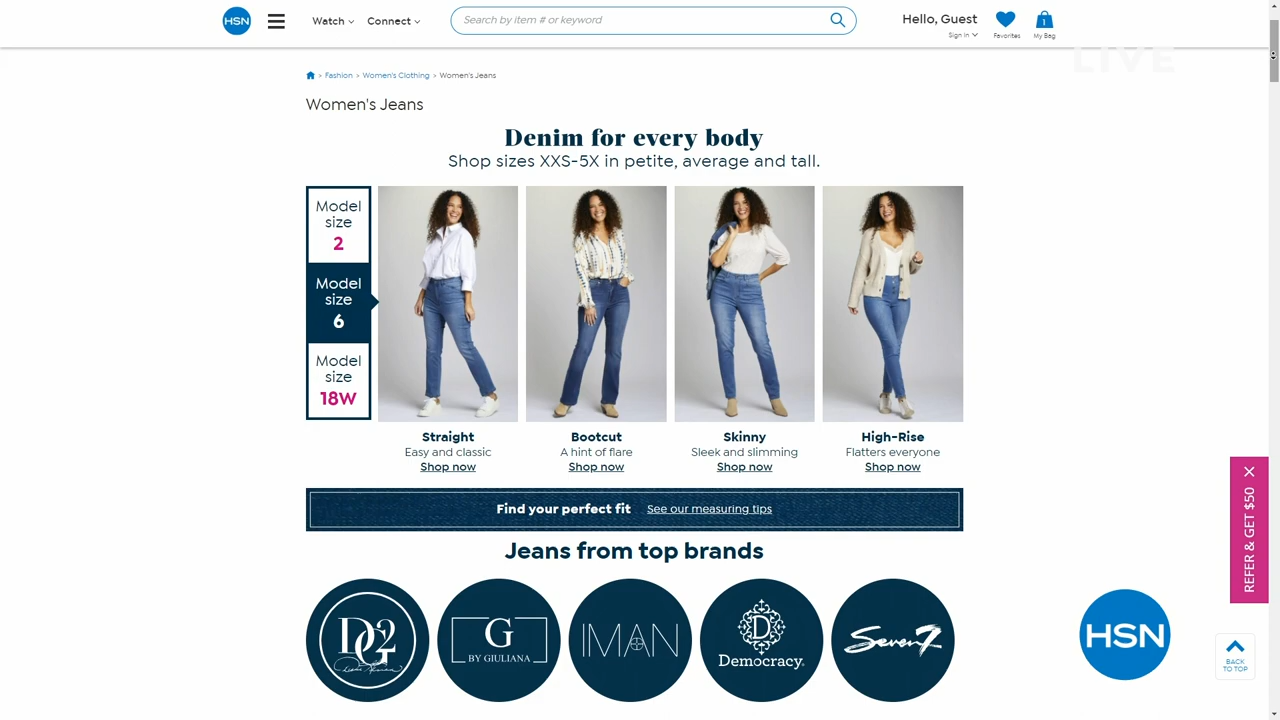 HSN
Watch
Connect
Search by item # or keyword
Hello, Guest
Sign In
Favorites
1
My Bag
LIVE
> Fashion > Women's Clothing > Women's Jeans
Women's Jeans
Denim for every body
Shop sizes XXS-5X in petite, average and tall.
Model
size
2
Model
size
6
Model
size
18W
Straight
Easy and classic
Shop now
Bootcut
A hint of flare
Shop now
Skinny
Sleek and slimming
Shop now
High-Rise
Flatters everyone
Shop now
Find your perfect fit See our measuring tips
Jeans from top brands
DG2
G
BY GIULIANA
IMAN
D
Democracy
Seven7
REFER & GET $50
HSN
BACK
TO TOP